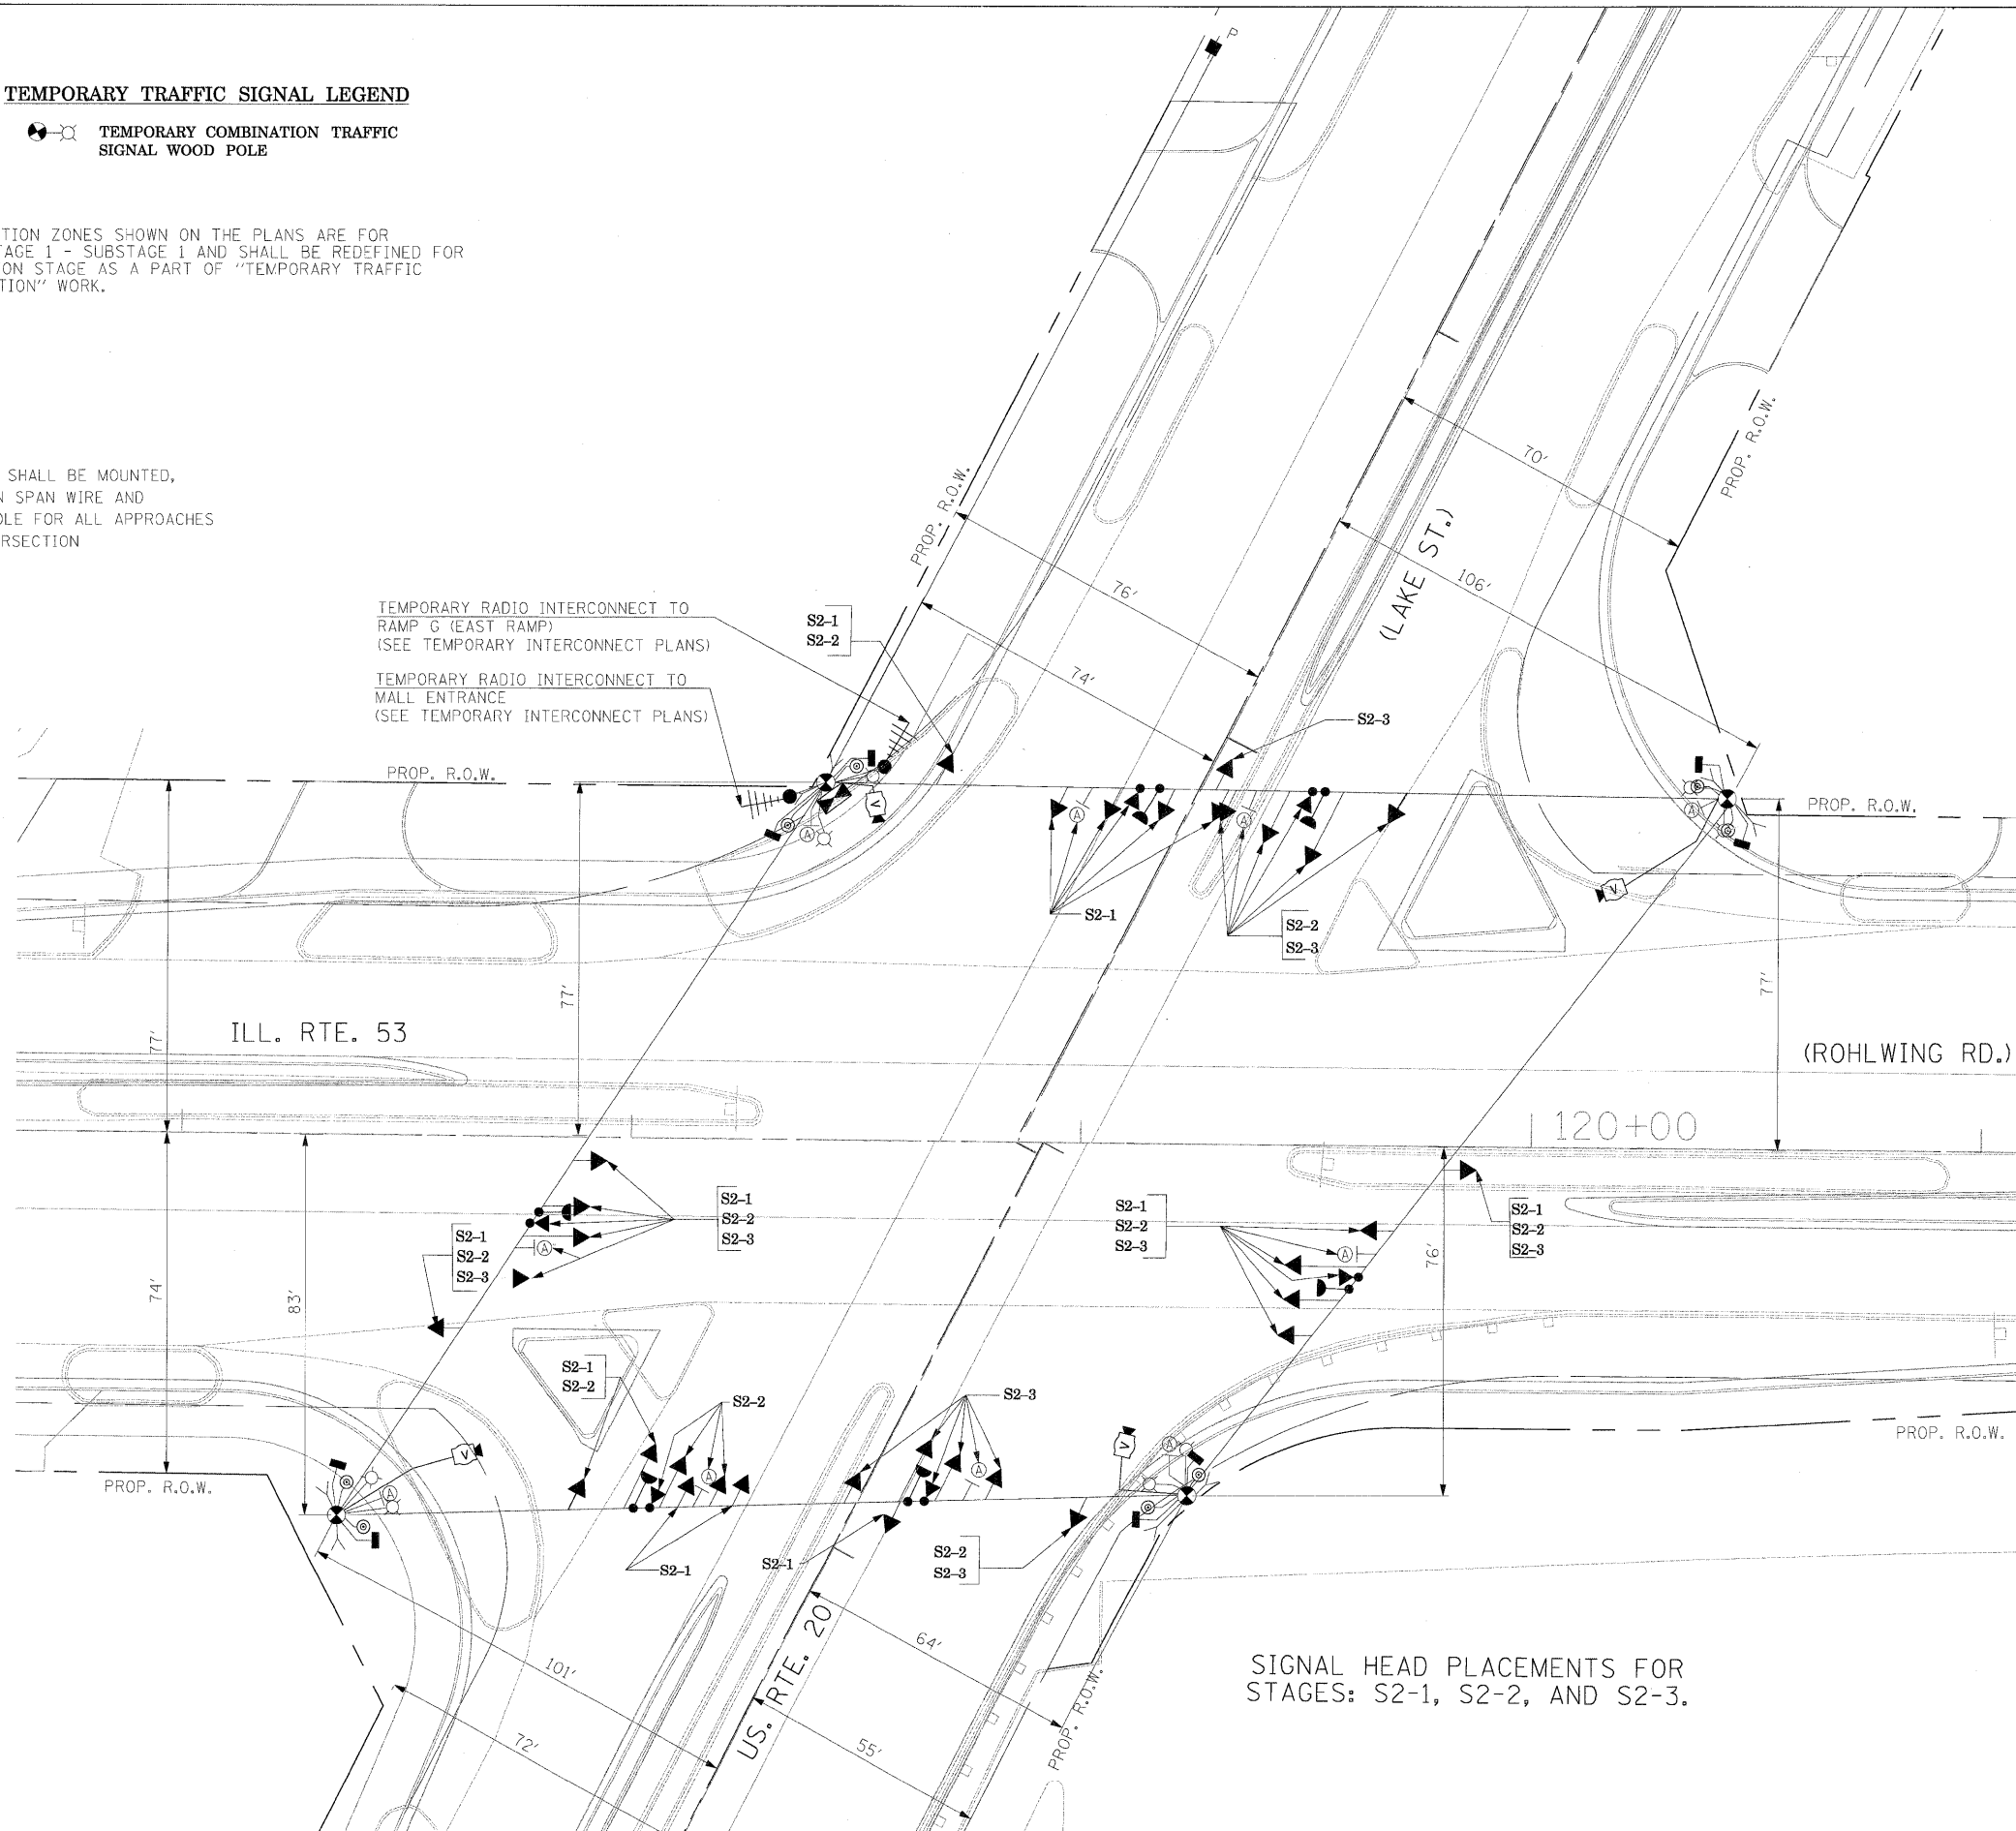 TEMPORARY TRAFFIC SIGNAL LEGEND
TEMPORARY COMBINATION TRAFFIC
SIGNAL WOOD POLE
P
TION ZONES SHOWN ON THE PLANS ARE FOR
TAGE 1 - SUBSTAGE 1 AND SHALL BE REDEFINED FOR
ON STAGE AS A PART OF "TEMPORARY TRAFFIC
TION" WORK.
SHALL BE MOUNTED,
N SPAN WIRE AND
OLE FOR ALL APPROACHES
RSECTION
TEMPORARY RADIO INTERCONNECT TO
RAMP G (EAST RAMP)
(SEE TEMPORARY INTERCONNECT PLANS)
TEMPORARY RADIO INTERCONNECT TO
MALL ENTRANCE
(SEE TEMPORARY INTERCONNECT PLANS)
S2-1
S2-2
PROP. R.O.W.
76'
74'
(LAKE ST.)
70'
106'
PROP. R.O.W.
S2-3
PROP. R.O.W.
V
A
A
A
A
V
PROP. R.O.W.
S2-1
S2-2
S2-3
77'
77'
77'
ILL. RTE. 53
(ROHLWING RD.)
120+00
S2-1
S2-2
S2-3
A
S2-1
S2-2
S2-3
S2-1
S2-2
S2-3
A
S2-1
S2-2
S2-3
74'
83'
76'
S2-1
S2-2
S2-2
S2-3
V
A
A
A
V
A
PROP. R.O.W.
PROP. R.O.W.
S2-1
S2-1
S2-2
S2-3
101'
72'
US. RTE. 20
64'
55'
PROP. R.O.W.
SIGNAL HEAD PLACEMENTS FOR
STAGES: S2-1, S2-2, AND S2-3.